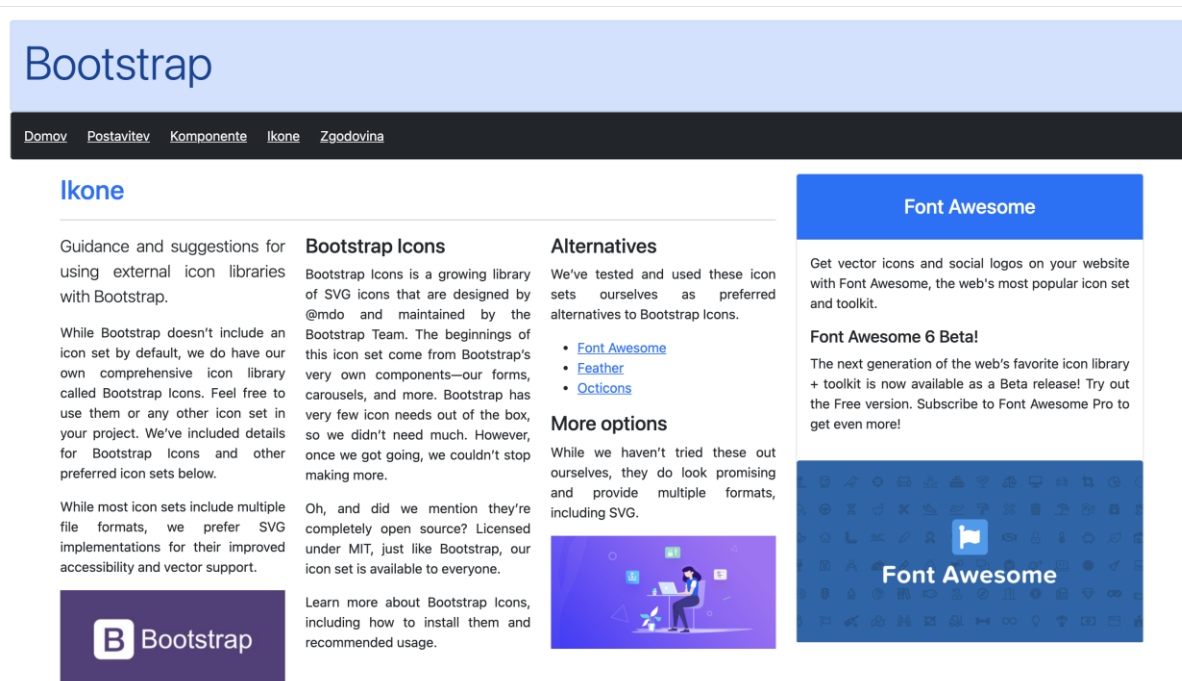 Bootstrap
Domov Postavitev Komponente Ikone Zgodovina
Ikone
Guidance and suggestions for
using external icon libraries
with Bootstrap.
While Bootstrap doesn’t include an
icon set by default, we do have our
own comprehensive icon library
called Bootstrap Icons. Feel free to
use them or any other icon set in
your project. We’ve included details
for Bootstrap Icons and other
preferred icon sets below.
While most icon sets include multiple
file formats, we prefer SVG
implementations for their improved
accessibility and vector support.
B Bootstrap
Bootstrap Icons
Bootstrap Icons is a growing library
of SVG icons that are designed by
@mdo and maintained by the
Bootstrap Team. The beginnings of
this icon set come from Bootstrap’s
very own components—our forms,
carousels, and more. Bootstrap has
very few icon needs out of the box,
so we didn’t need much. However,
once we got going, we couldn’t stop
making more.
Oh, and did we mention they’re
completely open source? Licensed
under MIT, just like Bootstrap, our
icon set is available to everyone.
Learn more about Bootstrap Icons,
including how to install them and
recommended usage.
Alternatives
We’ve tested and used these icon
sets ourselves as preferred
alternatives to Bootstrap Icons.
• Font Awesome
• Feather
• Octicons
More options
While we haven’t tried these out
ourselves, they do look promising
and provide multiple formats,
including SVG.
Font Awesome
Get vector icons and social logos on your website
with Font Awesome, the web's most popular icon set
and toolkit.
Font Awesome 6 Beta!
The next generation of the web’s favorite icon library
+ toolkit is now available as a Beta release! Try out
the Free version. Subscribe to Font Awesome Pro to
get even more!
Font Awesome